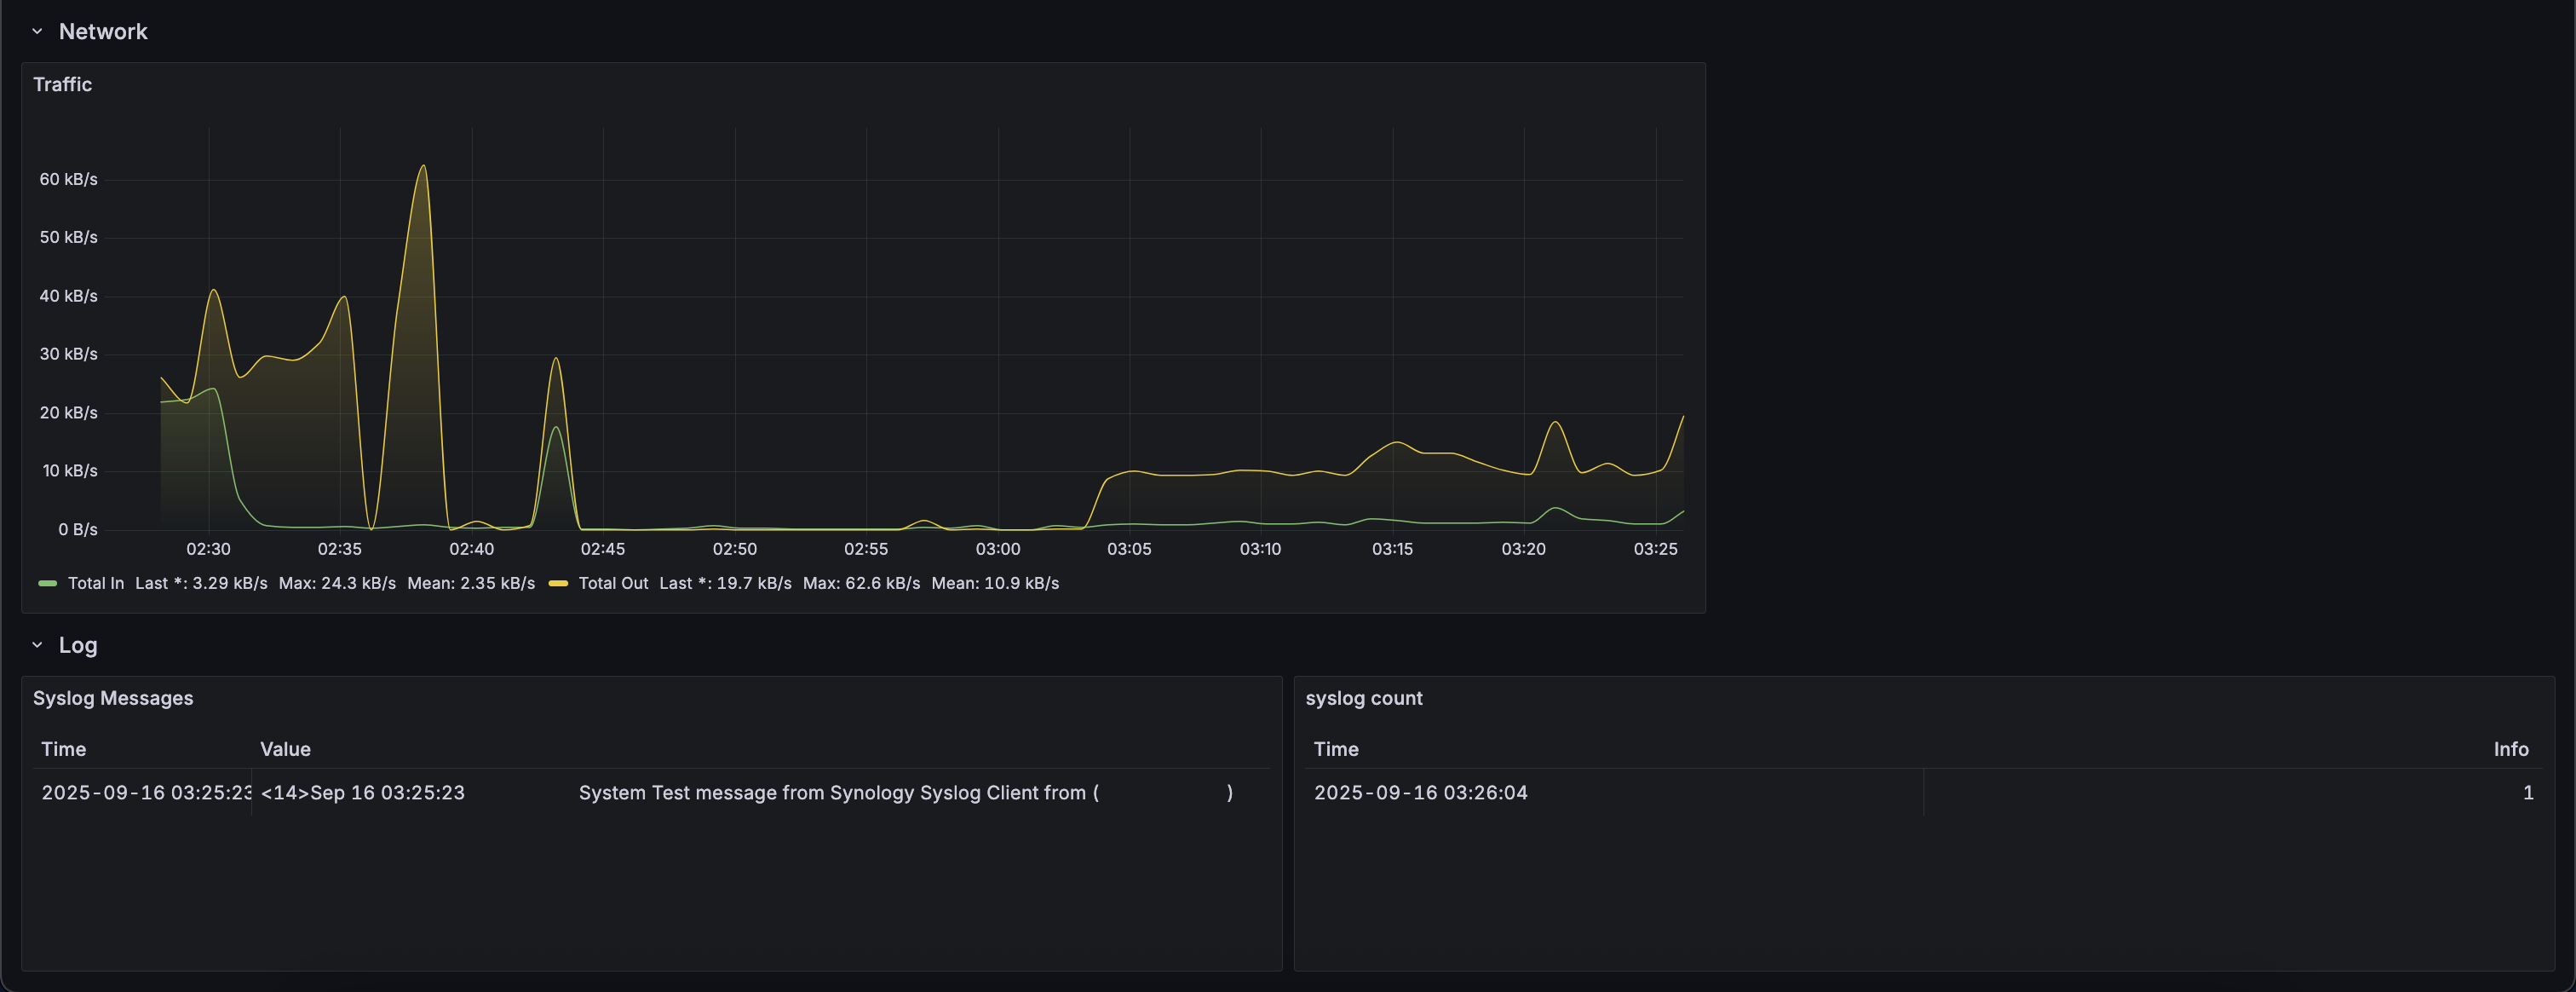 Network
Traffic
60 kB/s
50 kB/s
40 kB/s
30 kB/s
20 kB/s
10 kB/s
0 B/s
02:30 02:35 02:40 02:45 02:50 02:55 03:00 03:05 03:10 03:15 03:20 03:25
Total In Last *: 3.29 kB/s Max: 24.3 kB/s Mean: 2.35 kB/s Total Out Last *: 19.7 kB/s Max: 62.6 kB/s Mean: 10.9 kB/s
Log
Syslog Messages
Time Value
2025-09-16 03:25:23 <14>Sep 16 03:25:23 System Test message from Synology Syslog Client from ( )
syslog count
Time Info
2025-09-16 03:26:04 1